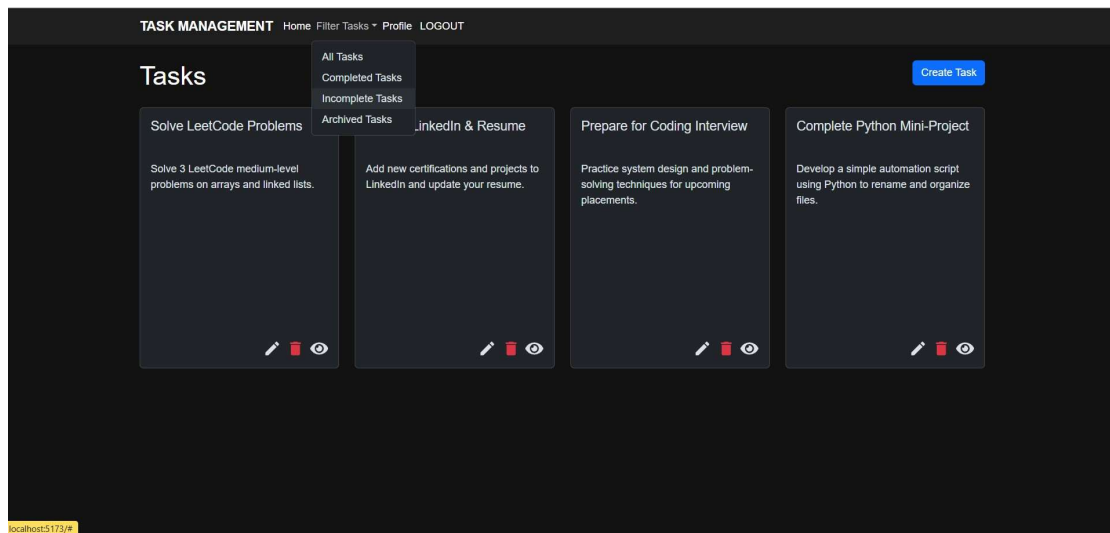 TASK MANAGEMENT Home Filter Tasks Profile LOGOUT
All Tasks
Completed Tasks
Incomplete Tasks
Archived Tasks
Tasks
Create Task
Solve LeetCode Problems
Solve 3 LeetCode medium-level
problems on arrays and linked lists.
LinkedIn & Resume
Add new certifications and projects to
LinkedIn and update your resume.
Prepare for Coding Interview
Practice system design and problem-
solving techniques for upcoming
placements.
Complete Python Mini-Project
Develop a simple automation script
using Python to rename and organize
files.
localhost:5173/#